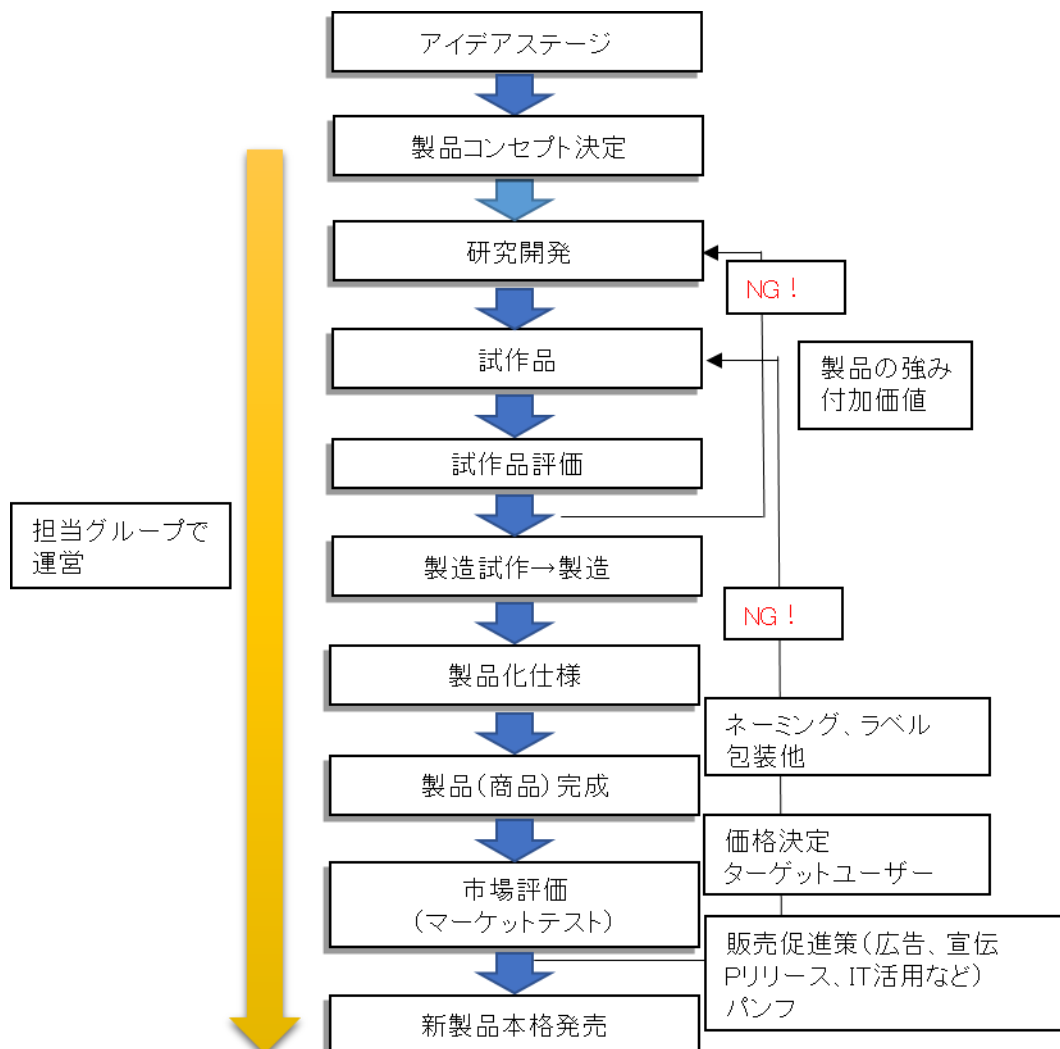 アイデアステージ
製品コンセプト決定
研究開発
NG！
試作品
製品の強み
付加価値
試作品評価
担当グループで
運営
製造試作→製造
NG！
製品化仕様
ネーミング、ラベル
包装他
製品（商品）完成
価格決定
ターゲットユーザー
市場評価
（マーケットテスト）
販売促進策（広告、宣伝
Pリリース、IT活用など）
パンフ
新製品本格発売